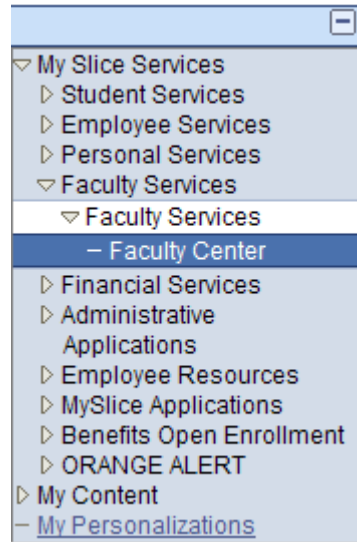 My Slice Services
Student Services
Employee Services
Personal Services
Faculty Services
Faculty Services
– Faculty Center
Financial Services
Administrative
Applications
Employee Resources
MySlice Applications
Benefits Open Enrollment
ORANGE ALERT
My Content
– My Personalizations